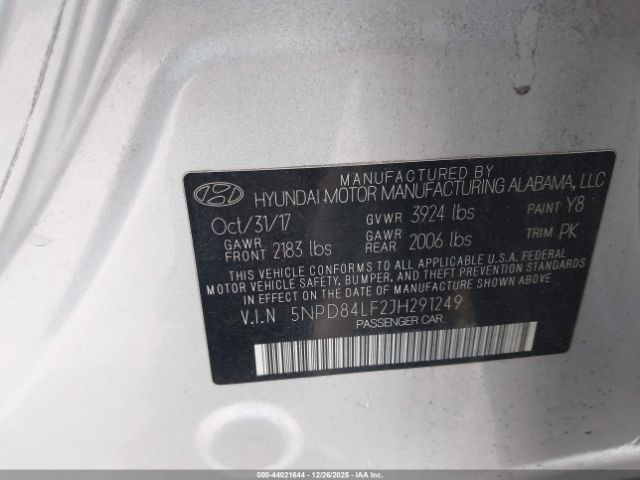 MANUFACTURED BY
HYUNDAI MOTOR MANUFACTURING ALABAMA, LLC
Oct/31/17 GVWR 3924 lbs PAINT Y8
GAWR FRONT 2183 lbs GAWR REAR 2006 lbs TRIM PK
THIS VEHICLE CONFORMS TO ALL APPLICABLE U.S.A. FEDERAL
MOTOR VEHICLE SAFETY, BUMPER, AND THEFT PREVENTION STANDARDS
IN EFFECT ON THE DATE OF MANUFACTURE SHOWN ABOVE.
V.I.N 5NPD84LF2JH291249
PASSENGER CAR
000-44021644 - 12/26/2025 - IAA Inc.